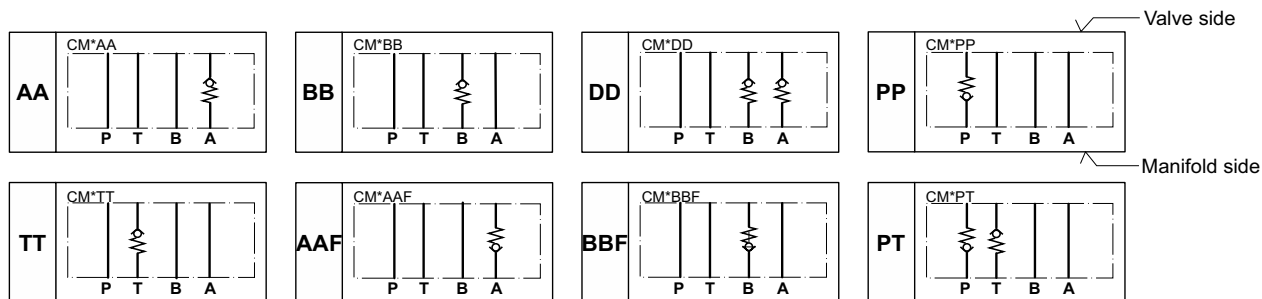 Valve side
CM*AA
AA
P T B A
CM*BB
BB
P T B A
CM*DD
DD
P T B A
CM*PP
PP
P T B A
Manifold side
CM*TT
TT
P T B A
CM*AAF
AAF
P T B A
CM*BBF
BBF
P T B A
CM*PT
PT
P T B A